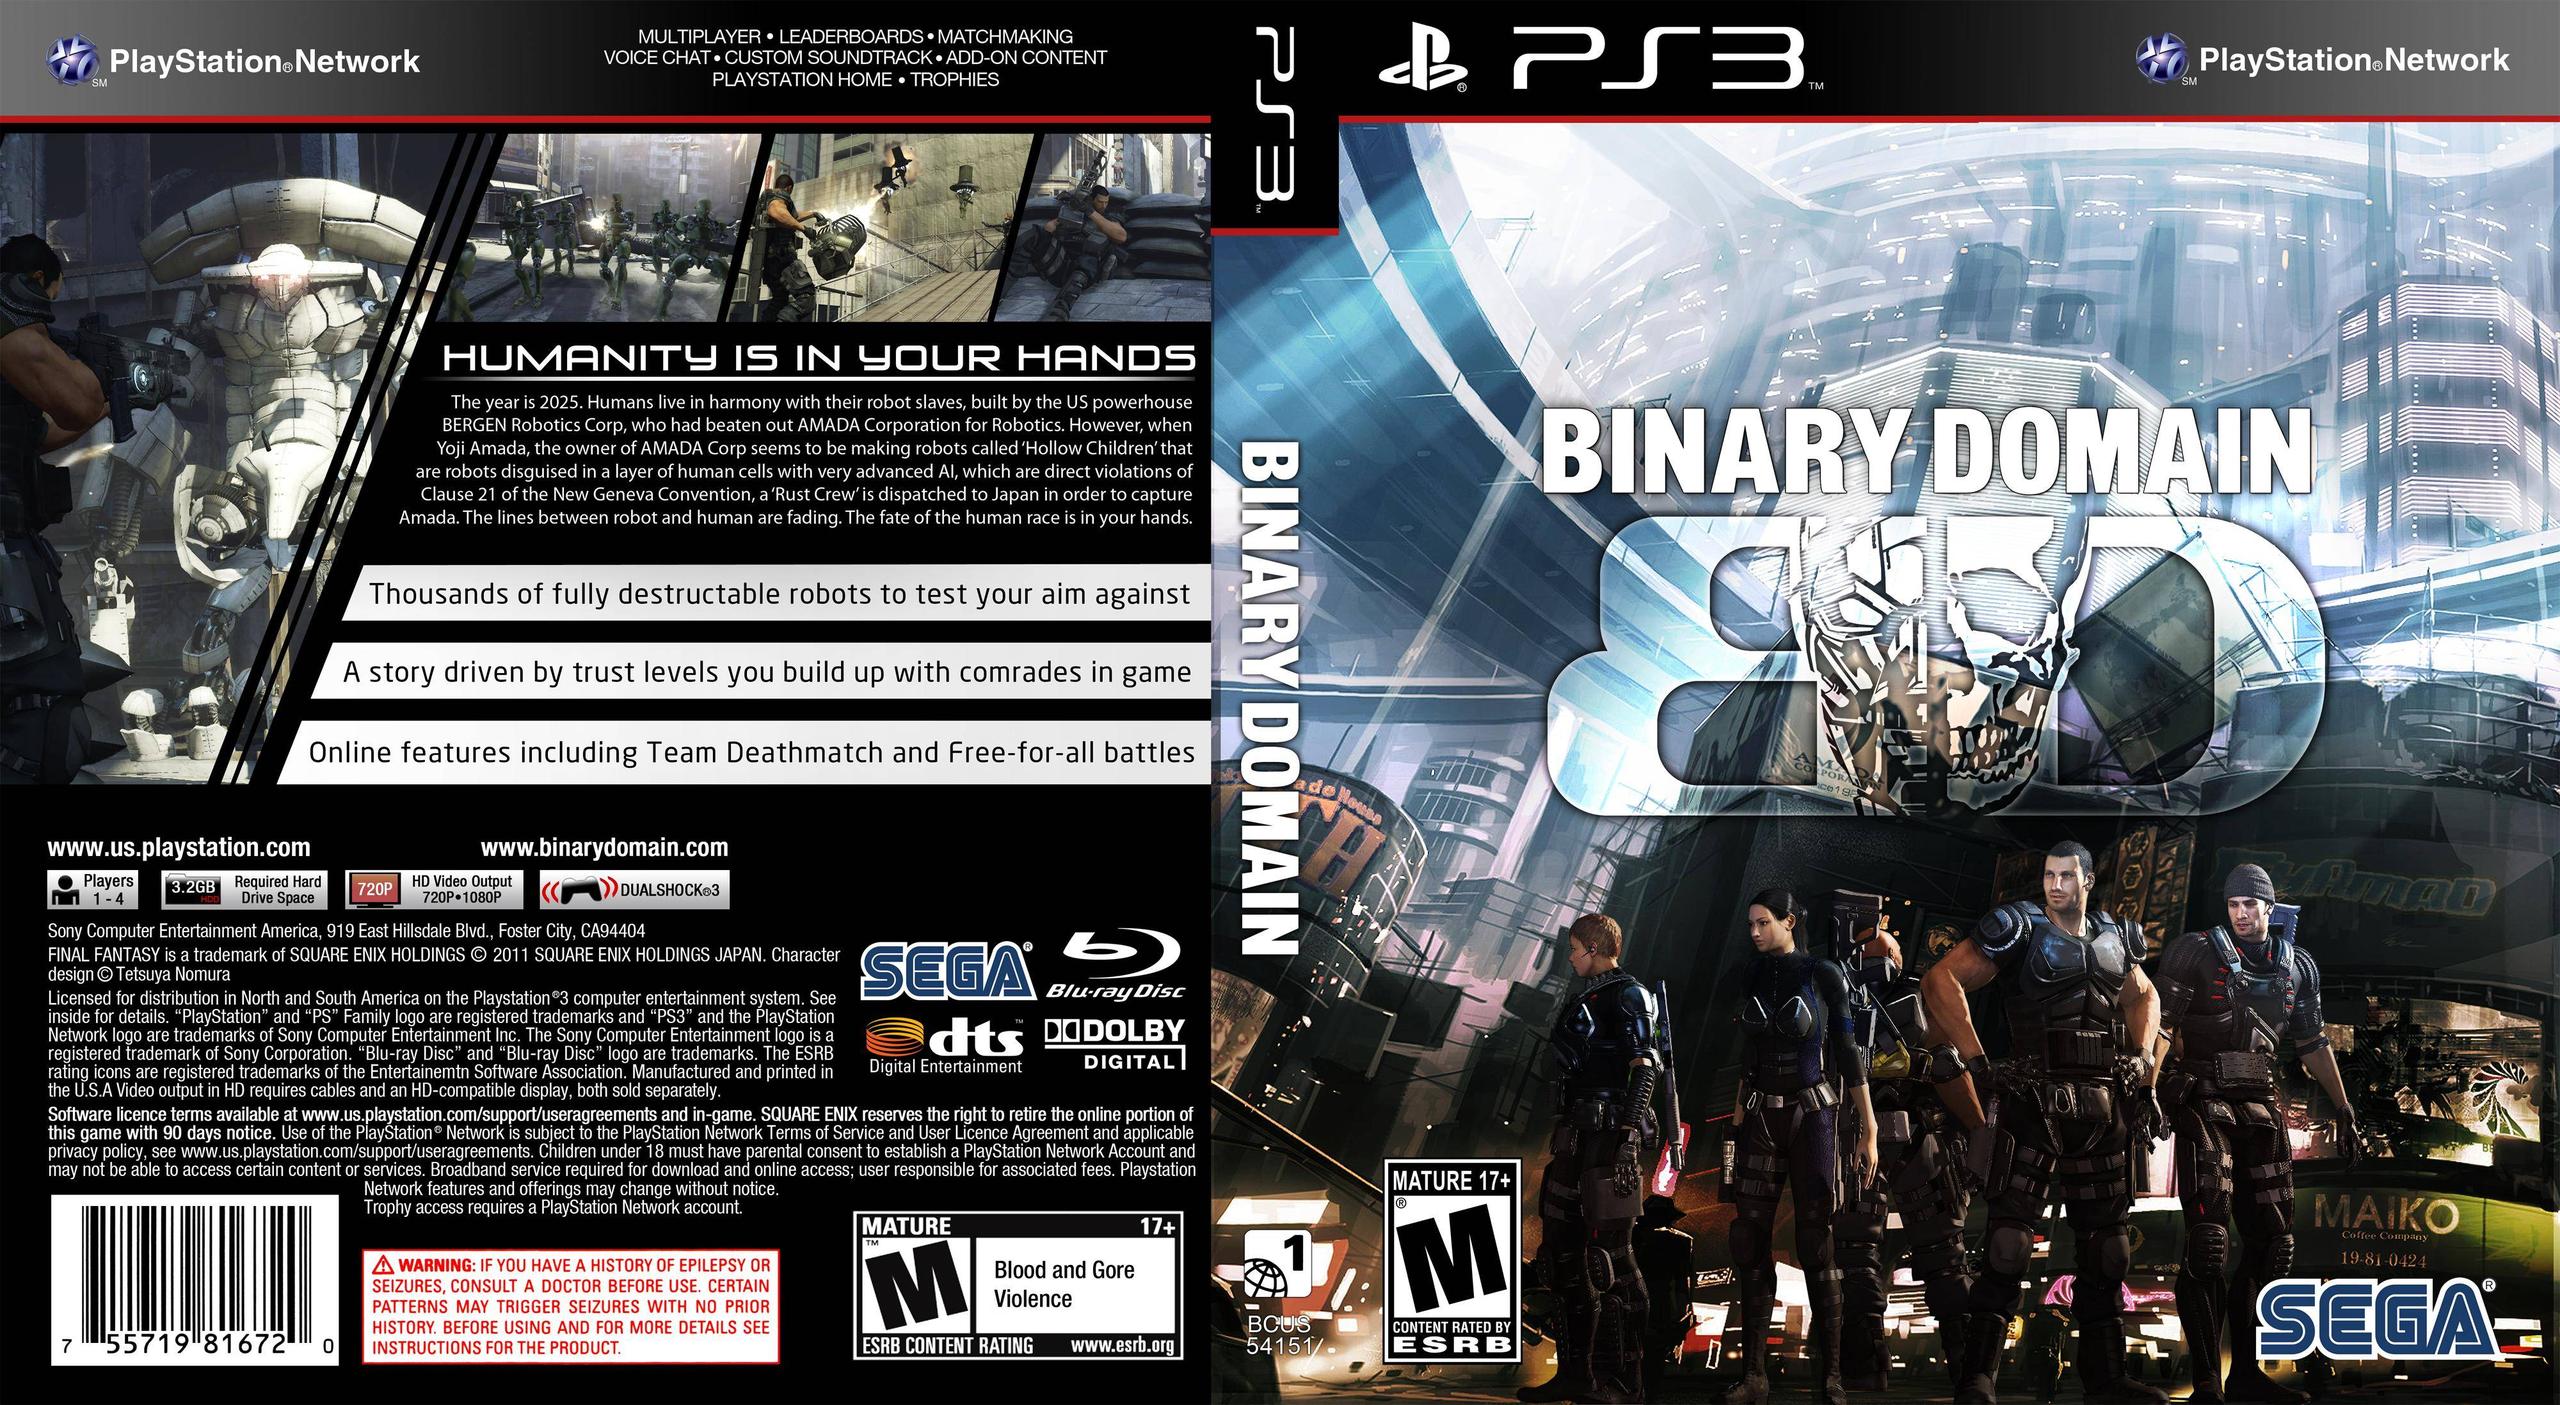 PlayStation®Network
SM
MULTIPLAYER • LEADERBOARDS • MATCHMAKING
VOICE CHAT • CUSTOM SOUNDTRACK • ADD-ON CONTENT
PLAYSTATION HOME • TROPHIES
HUMANITY IS IN YOUR HANDS
The year is 2025. Humans live in harmony with their robot slaves, built by the US powerhouse
BERGEN Robotics Corp, who had beaten out AMADA Corporation for Robotics. However, when
Yoji Amada, the owner of AMADA Corp seems to be making robots called ‘Hollow Children’ that
are robots disguised in a layer of human cells with very advanced AI, which are direct violations of
Clause 21 of the New Geneva Convention, a ‘Rust Crew’ is dispatched to Japan in order to capture
Amada. The lines between robot and human are fading. The fate of the human race is in your hands.
Thousands of fully destructable robots to test your aim against
A story driven by trust levels you build up with comrades in game
Online features including Team Deathmatch and Free-for-all battles
www.us.playstation.com
www.binarydomain.com
Players
1 - 4
3.2GB
HDD
Required Hard
Drive Space
720P
HD Video Output
720P•1080P
DUALSHOCK®3
Sony Computer Entertainment America, 919 East Hillsdale Blvd., Foster City, CA94404
FINAL FANTASY is a trademark of SQUARE ENIX HOLDINGS © 2011 SQUARE ENIX HOLDINGS JAPAN. Character
design © Tetsuya Nomura
Licensed for distribution in North and South America on the Playstation®3 computer entertainment system. See
inside for details. “PlayStation” and “PS” Family logo are registered trademarks and “PS3” and the PlayStation
Network logo are trademarks of Sony Computer Entertainment Inc. The Sony Computer Entertainment logo is a
registered trademark of Sony Corporation. “Blu-ray Disc” and “Blu-ray Disc” logo are trademarks. The ESRB
rating icons are registered trademarks of the Entertainemtn Software Association. Manufactured and printed in
the U.S.A Video output in HD requires cables and an HD-compatible display, both sold separately.
Software licence terms available at www.us.playstation.com/support/useragreements and in-game. SQUARE ENIX reserves the right to retire the online portion of
this game with 90 days notice. Use of the PlayStation® Network is subject to the PlayStation Network Terms of Service and User Licence Agreement and applicable
privacy policy, see www.us.playstation.com/support/useragreements. Children under 18 must have parental consent to establish a PlayStation Network Account and
may not be able to access certain content or services. Broadband service required for download and online access; user responsible for associated fees. Playstation
Network features and offerings may change without notice.
Trophy access requires a PlayStation Network account.
SEGA®
Blu-ray Disc
dts™
Digital Entertainment
DOLBY
DIGITAL
7 55719 81672 0
WARNING: IF YOU HAVE A HISTORY OF EPILEPSY OR
SEIZURES, CONSULT A DOCTOR BEFORE USE. CERTAIN
PATTERNS MAY TRIGGER SEIZURES WITH NO PRIOR
HISTORY. BEFORE USING AND FOR MORE DETAILS SEE
INSTRUCTIONS FOR THE PRODUCT.
MATURE 17+
™
M
Blood and Gore
Violence
ESRB CONTENT RATING www.esrb.org
PS3™
BINARY DOMAIN
1
BCUS
54151/
PS3™
PlayStation®Network
SM
BINARY DOMAIN
BD
AMADA
CORPORATION
MAIKO
Coffee Company
19-81-0424
MATURE 17+
®
M
CONTENT RATED BY
ESRB
SEGA®